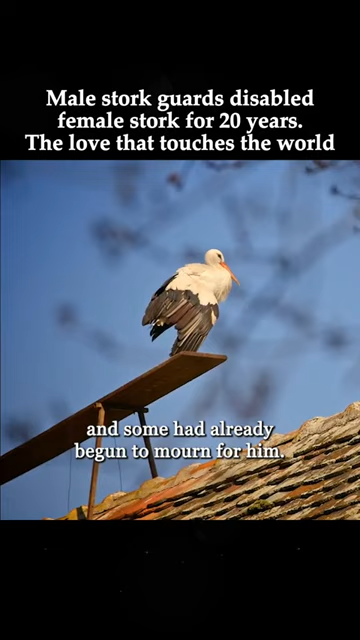 Male stork guards disabled
female stork for 20 years.
The love that touches the world
and some had already
begun to mourn for him.